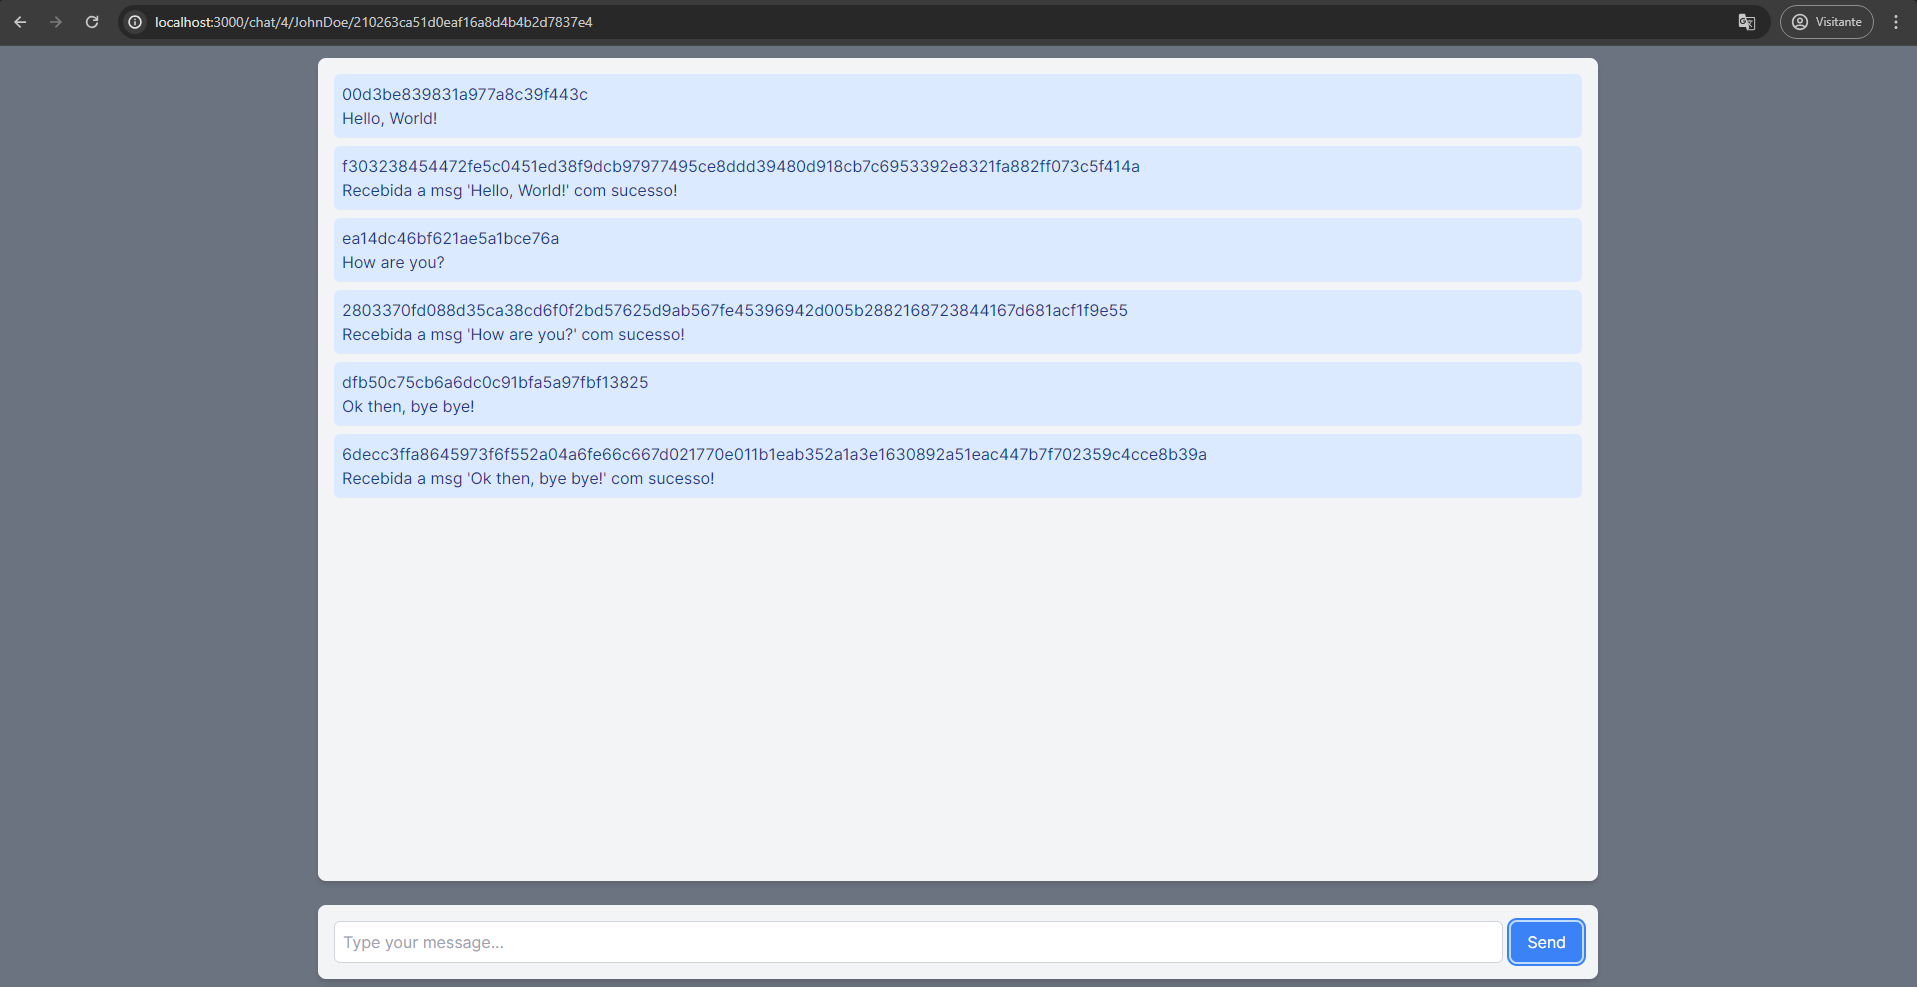 localhost:3000/chat/4/JohnDoe/210263ca51d0eaf16a8d4b4b2d7837e4
Visitante
00d3be839831a977a8c39f443c
Hello, World!
f303238454472fe5c0451ed38f9dcb97977495ce8ddd39480d918cb7c6953392e8321fa882ff073c5f414a
Recebida a msg 'Hello, World!' com sucesso!
ea14dc46bf621ae5a1bce76a
How are you?
2803370fd088d35ca38cd6f0f2bd57625d9ab567fe45396942d005b2882168723844167d681acf1f9e55
Recebida a msg 'How are you?' com sucesso!
dfb50c75cb6a6dc0c91bfa5a97fbf13825
Ok then, bye bye!
6decc3ffa8645973f6f552a04a6fe66c667d021770e011b1eab352a1a3e1630892a51eac447b7f702359c4cce8b39a
Recebida a msg 'Ok then, bye bye!' com sucesso!
Type your message...
Send